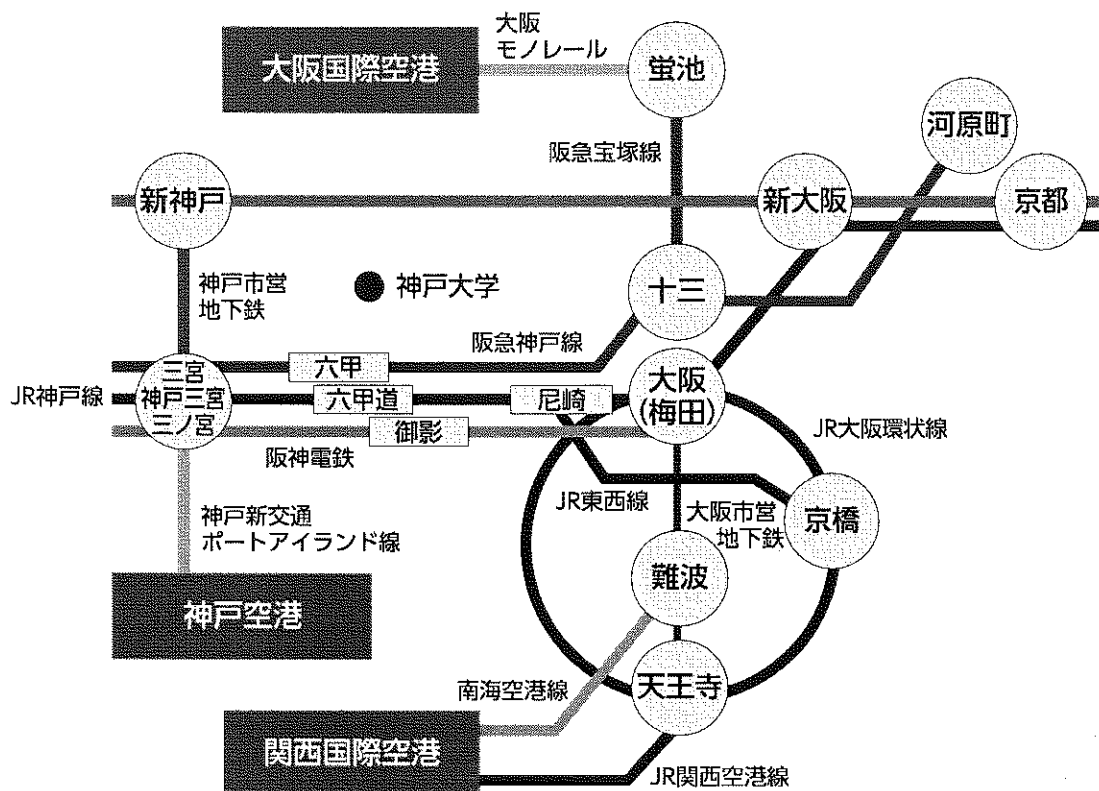 大阪
モノレール
大阪国際空港
蛍池
河原町
阪急宝塚線
新神戸
新大阪
京都
神戸市営
地下鉄
神戸大学
十三
阪急神戸線
三宮
六甲
大阪
(梅田)
JR神戸線
神戸三宮
六甲道
尼崎
三ノ宮
御影
JR大阪環状線
阪神電鉄
JR東西線
大阪市営
地下鉄
京橋
神戸新交通
ポートアイランド線
難波
神戸空港
天王寺
南海空港線
関西国際空港
JR関西空港線